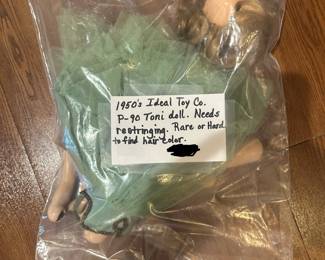 1950's Ideal Toy Co.
P-90 Toni doll. Needs
restringing. Rare or Hard
to find hair color.